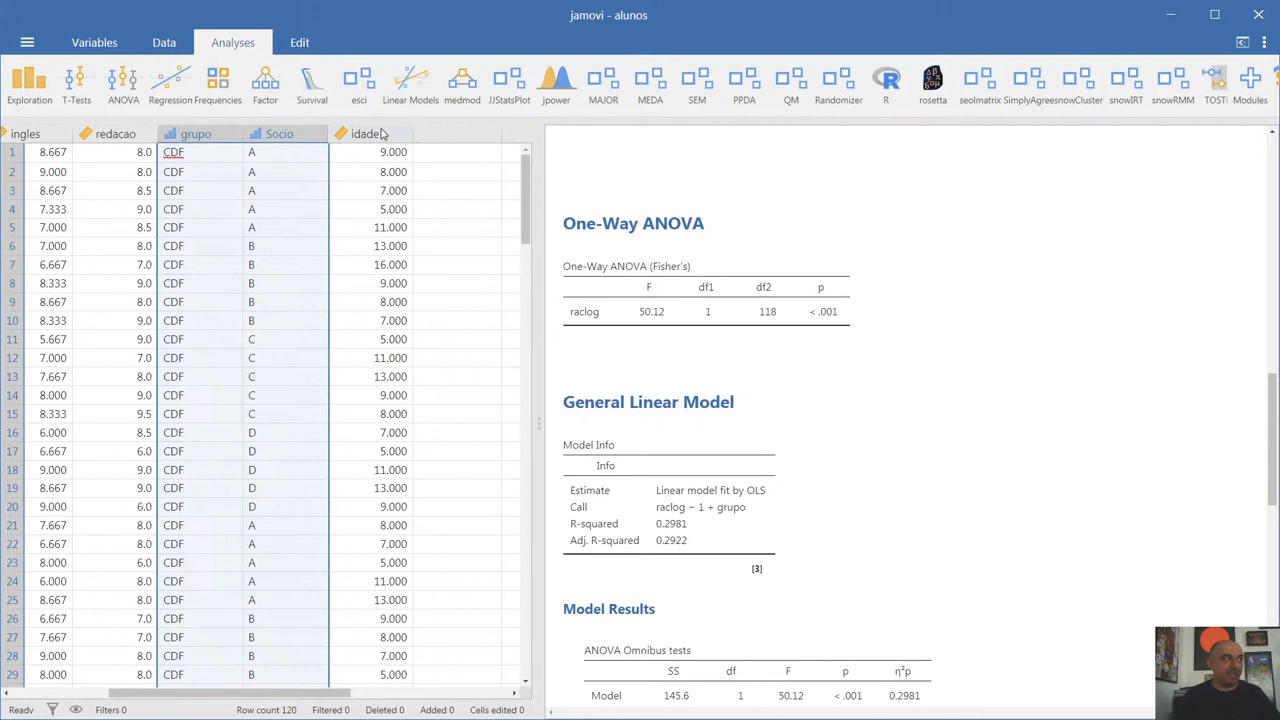 jamovi - alunos
Variables Data Analyses Edit
Exploration T-Tests ANOVA Regression Frequencies Factor Survival esci Linear Models medmod JJStatsPlot jpower MAJOR MEDA SEM PPDA QM Randomizer R rosetta seolmatrix SimplyAgree snowCluster snowIRT snowRMM TOST Modules
ingles redacao grupo Socio idade
1 8.667 8.0 CDF A 9.000
2 9.000 8.0 CDF A 8.000
3 8.667 8.5 CDF A 7.000
4 7.333 9.0 CDF A 5.000
5 7.000 8.5 CDF A 11.000
6 7.000 8.0 CDF B 13.000
7 6.667 7.0 CDF B 16.000
8 8.333 9.0 CDF B 9.000
9 8.667 8.0 CDF B 8.000
10 8.333 9.0 CDF B 7.000
11 5.667 9.0 CDF C 5.000
12 7.000 7.0 CDF C 11.000
13 7.667 8.0 CDF C 13.000
14 8.000 9.0 CDF C 9.000
15 8.333 9.5 CDF C 8.000
16 6.000 8.5 CDF D 7.000
17 6.667 6.0 CDF D 5.000
18 9.000 9.0 CDF D 11.000
19 8.667 9.0 CDF D 13.000
20 9.000 6.0 CDF D 9.000
21 7.667 8.0 CDF A 8.000
22 6.667 8.0 CDF A 7.000
23 8.000 6.0 CDF A 5.000
24 6.000 8.0 CDF A 11.000
25 8.667 8.0 CDF A 13.000
26 6.667 7.0 CDF B 9.000
27 7.667 7.0 CDF B 8.000
28 9.000 8.0 CDF B 7.000
29 8.000 8.0 CDF B 5.000
Ready Filters 0 Row count 120 Filtered 0 Deleted 0 Added 0 Cells edited 0
One-Way ANOVA
One-Way ANOVA (Fisher's)
F df1 df2 p
raclog 50.12 1 118 < .001
General Linear Model
Model Info
Info
Estimate Linear model fit by OLS
Call raclog ~ 1 + grupo
R-squared 0.2981
Adj. R-squared 0.2922
[3]
Model Results
ANOVA Omnibus tests
SS df F p η²p
Model 145.6 1 50.12 < .001 0.2981